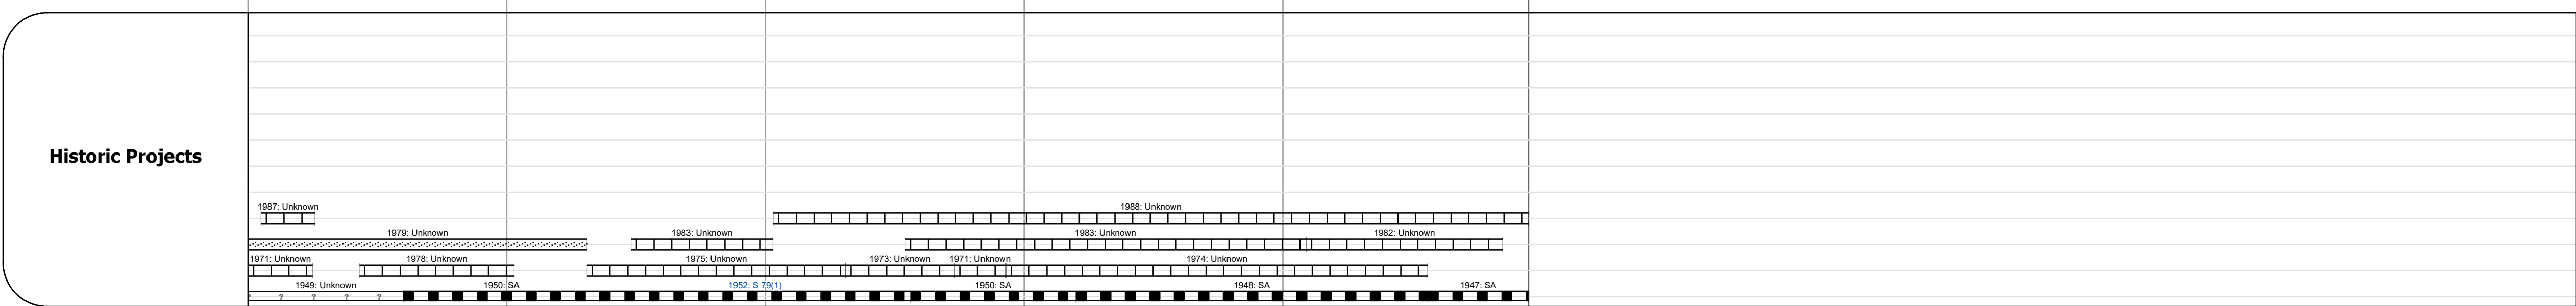 Historic Projects
1987: Unknown
1988: Unknown
1979: Unknown
1983: Unknown
1983: Unknown
1982: Unknown
1971: Unknown
1978: Unknown
1975: Unknown
1973: Unknown
1971: Unknown
1974: Unknown
1949: Unknown
1950: SA
1952: S 79(1)
1950: SA
1948: SA
1947: SA
? ? ? ? ?